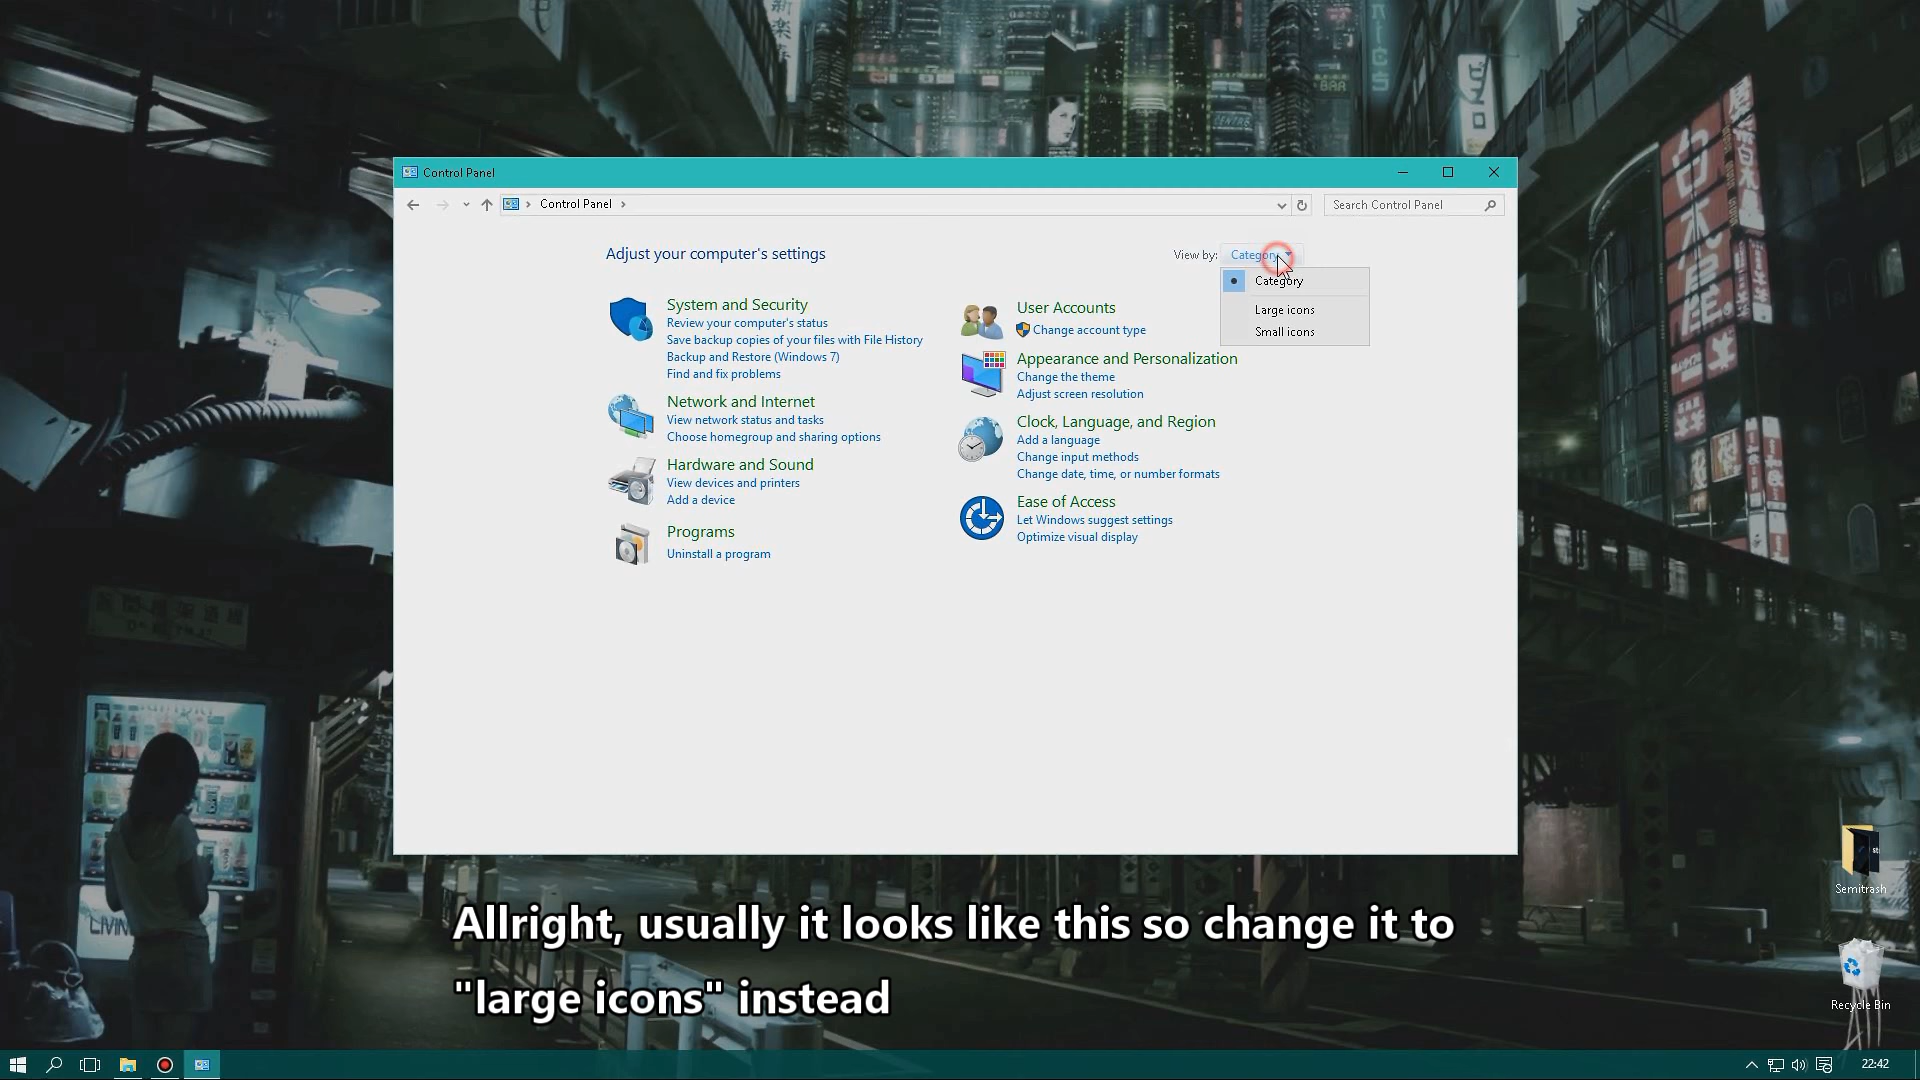 Control Panel
Control Panel
Search Control Panel
Adjust your computer's settings
View by:
Category
Category
Large icons
Small icons
System and Security
Review your computer's status
Save backup copies of your files with File History
Backup and Restore (Windows 7)
Find and fix problems
Network and Internet
View network status and tasks
Choose homegroup and sharing options
Hardware and Sound
View devices and printers
Add a device
Programs
Uninstall a program
User Accounts
Change account type
Appearance and Personalization
Change the theme
Adjust screen resolution
Clock, Language, and Region
Add a language
Change input methods
Change date, time, or number formats
Ease of Access
Let Windows suggest settings
Optimize visual display
BAR
LIVIN
Semitrash
Allright, usually it looks like this so change it to
"large icons" instead
Recycle Bin
22:42